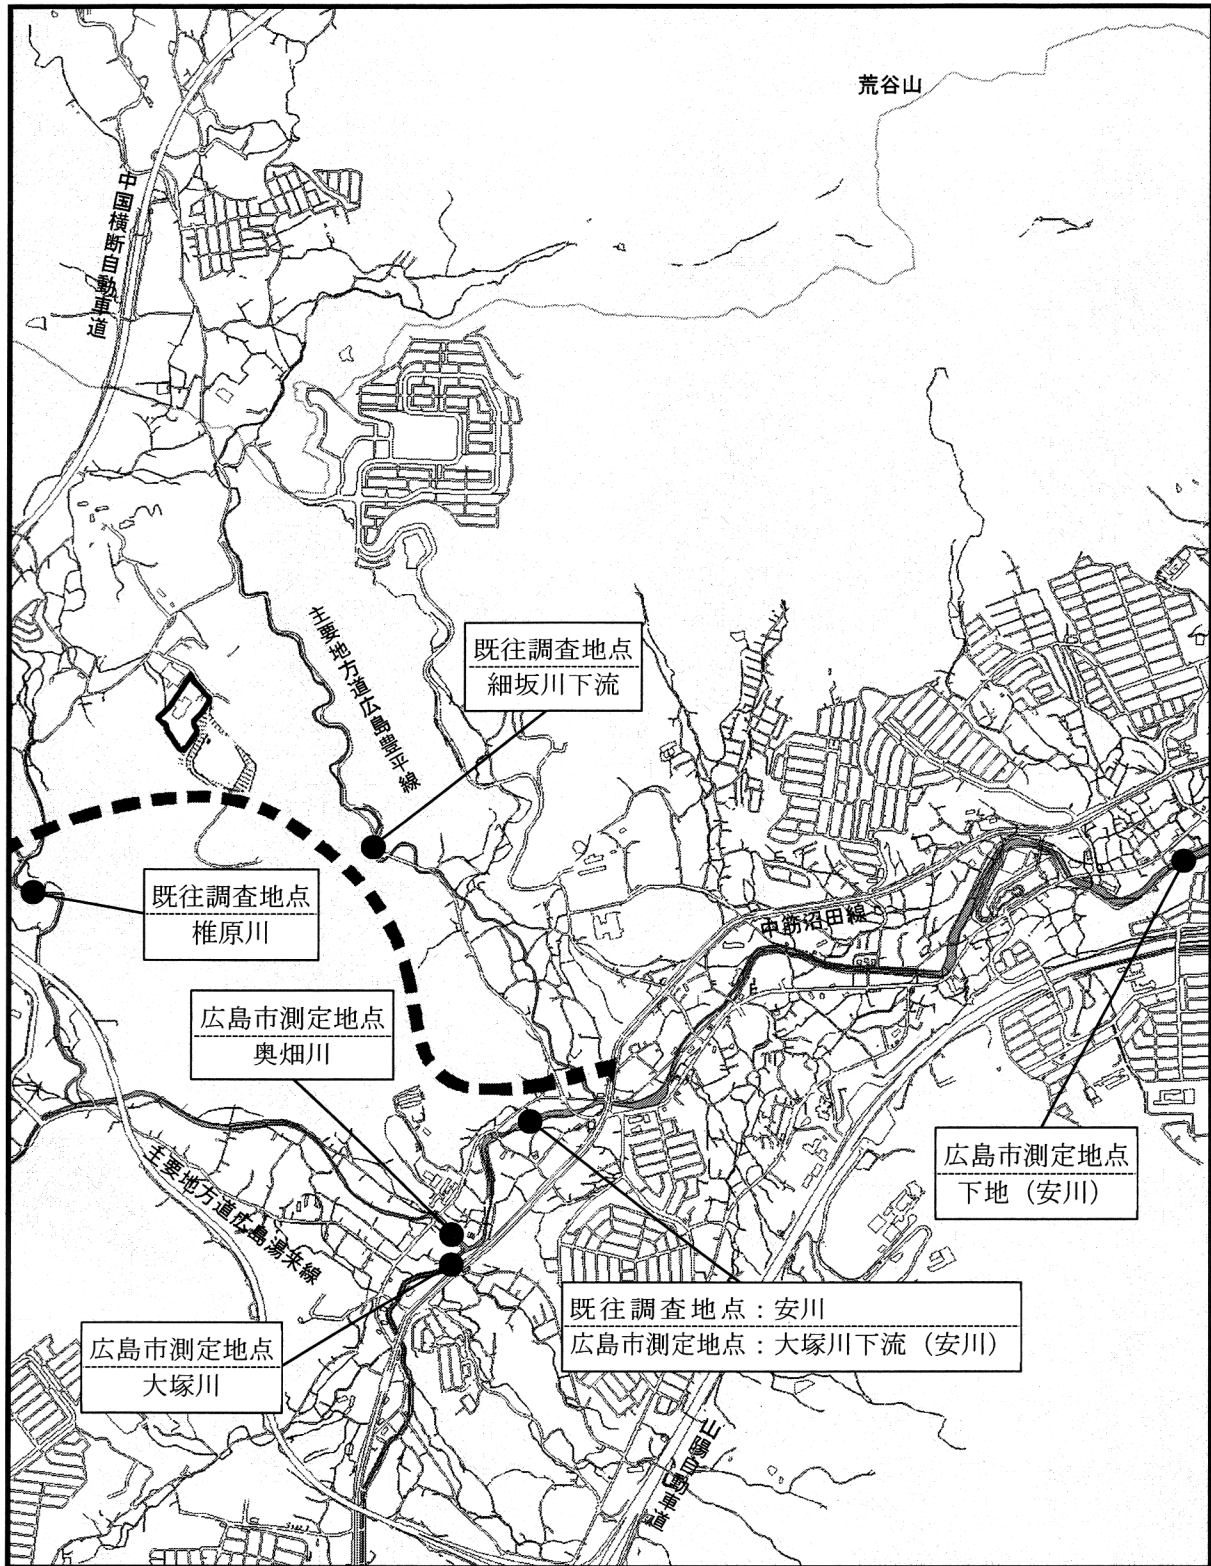 荒谷山
中国横断自動車道
主要地方道広島豊平線
既往調査地点
細坂川下流
既往調査地点
椎原川
中筋沼田線
広島市測定地点
奥畑川
広島市測定地点
下地（安川）
主要地方道広島湯来線
既往調査地点：安川
広島市測定地点：大塚川下流（安川）
広島市測定地点
大塚川
山陽自動車道